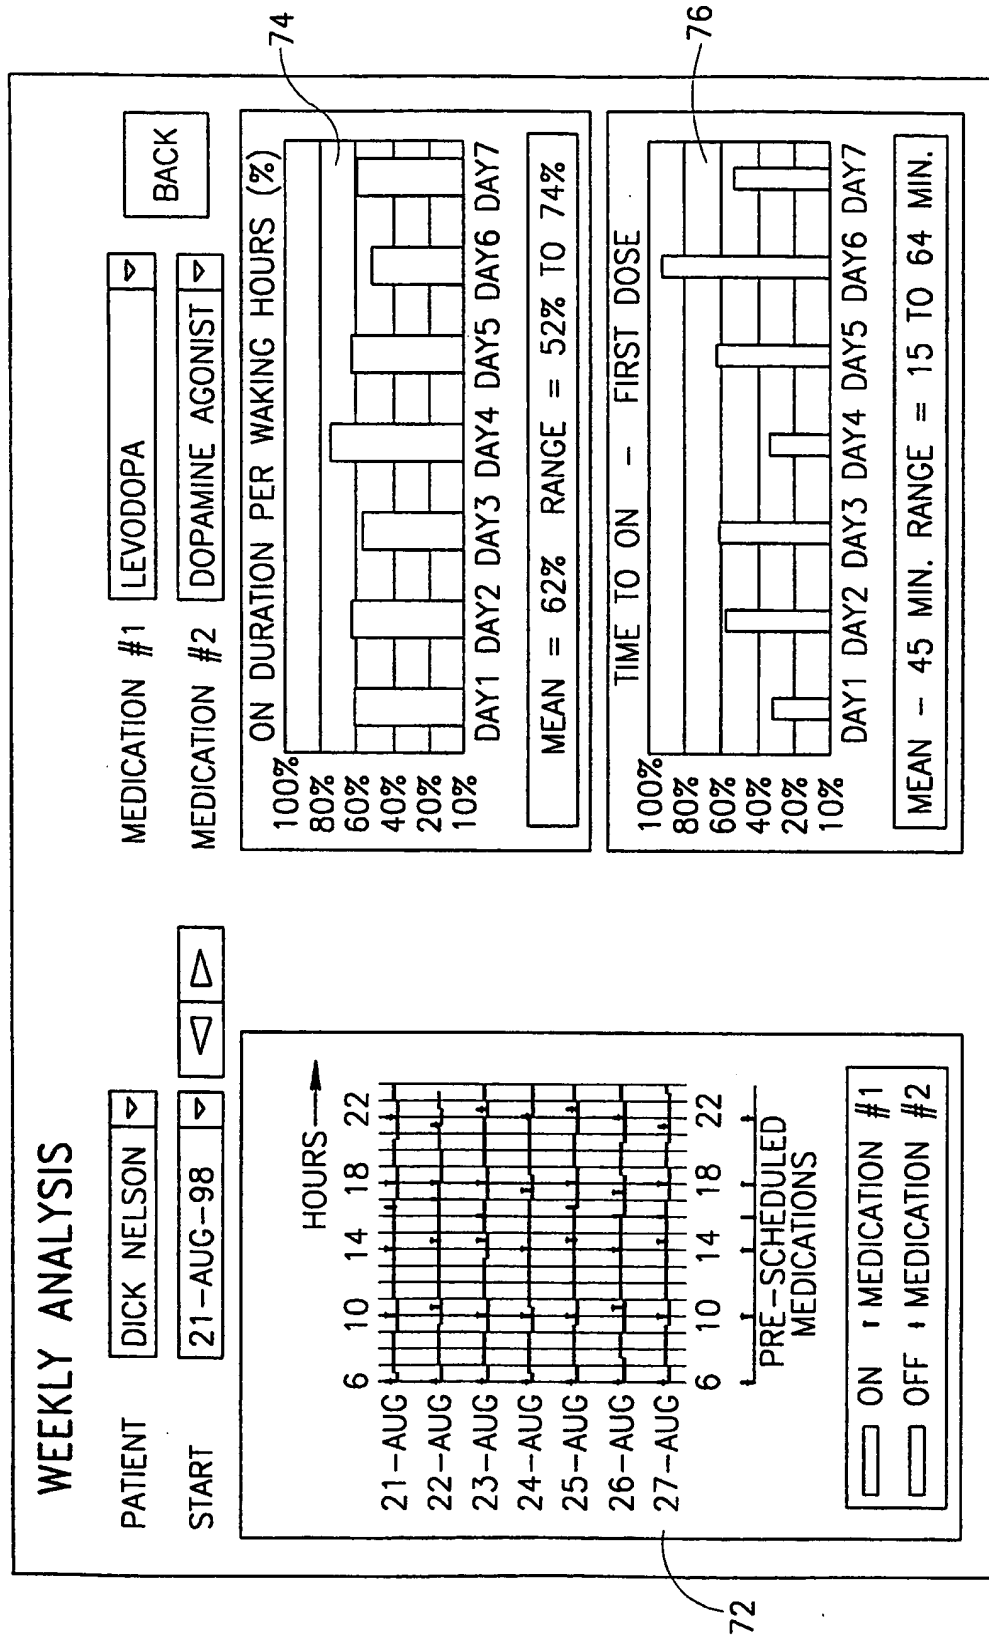 WEEKLY ANALYSIS
PATIENT DICK NELSON
START 21-AUG-98
MEDICATION #1 LEVODOPA
MEDICATION #2 DOPAMINE AGONIST
BACK
HOURS
6 10 14 18 22
21-AUG
22-AUG
23-AUG
24-AUG
25-AUG
26-AUG
27-AUG
6 10 14 18 22
PRE-SCHEDULED
MEDICATIONS
ON MEDICATION #1
OFF MEDICATION #2
72
ON DURATION PER WAKING HOURS (%)
100%
80%
60%
40%
20%
10%
DAY1 DAY2 DAY3 DAY4 DAY5 DAY6 DAY7
MEAN = 62% RANGE = 52% TO 74%
74
TIME TO ON - FIRST DOSE
100%
80%
60%
40%
20%
10%
DAY1 DAY2 DAY3 DAY4 DAY5 DAY6 DAY7
MEAN - 45 MIN. RANGE = 15 TO 64 MIN.
76